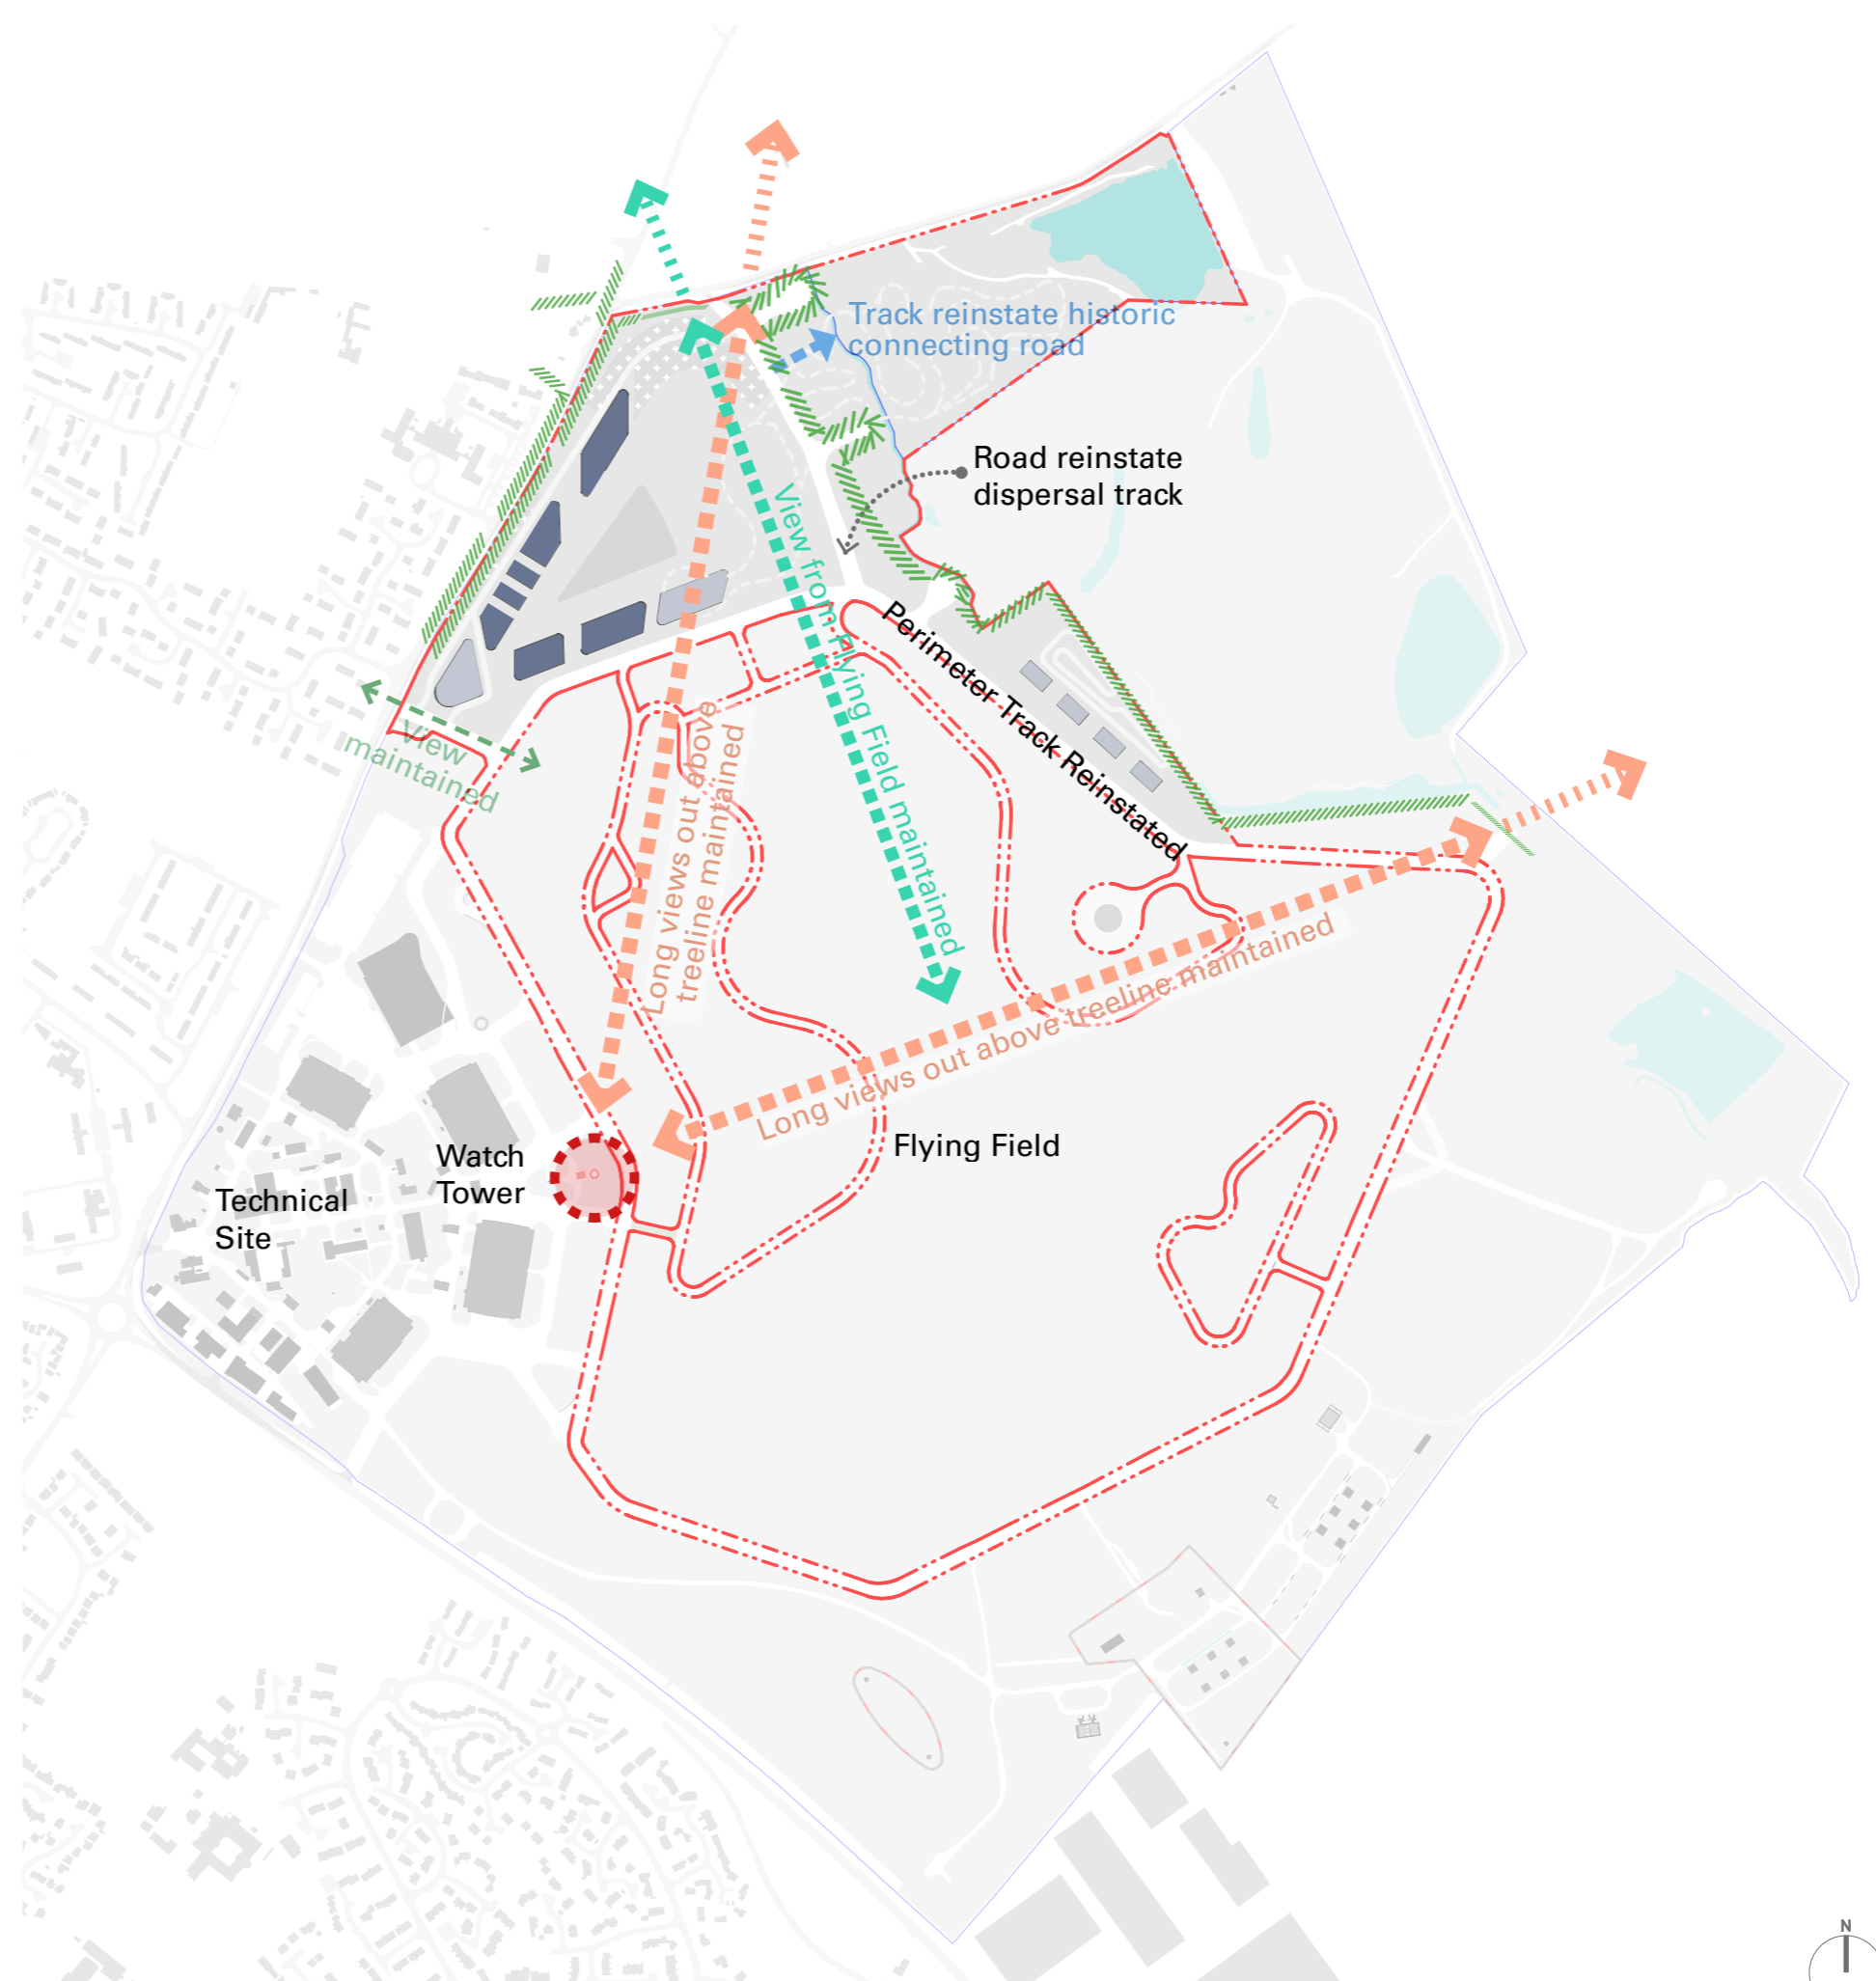 Track reinstate historic
connecting road
Road reinstate
dispersal track
View from Flying Field maintained
Perimeter Track Reinstated
View
maintained
Long views out above
treeline maintained
Long views out above treeline maintained
Flying Field
Watch
Tower
Technical
Site
N